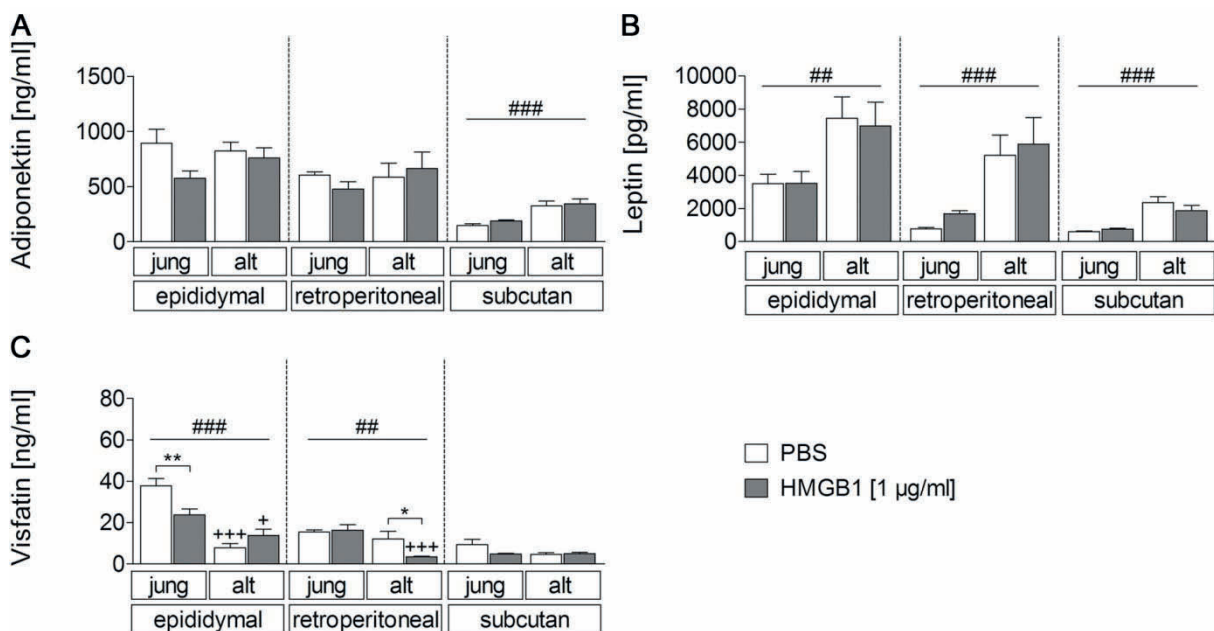 A
Adiponektin [ng/ml]
1500
1000
500
0
###
jung alt jung alt jung alt
epididymal retroperitoneal subcutan
B
Leptin [pg/ml]
10000
8000
6000
4000
2000
0
## ### ###
jung alt jung alt jung alt
epididymal retroperitoneal subcutan
C
Visfatin [ng/ml]
80
60
40
20
0
### ##
**
+++ +
*
+++
jung alt jung alt jung alt
epididymal retroperitoneal subcutan
PBS
HMGB1 [1 µg/ml]